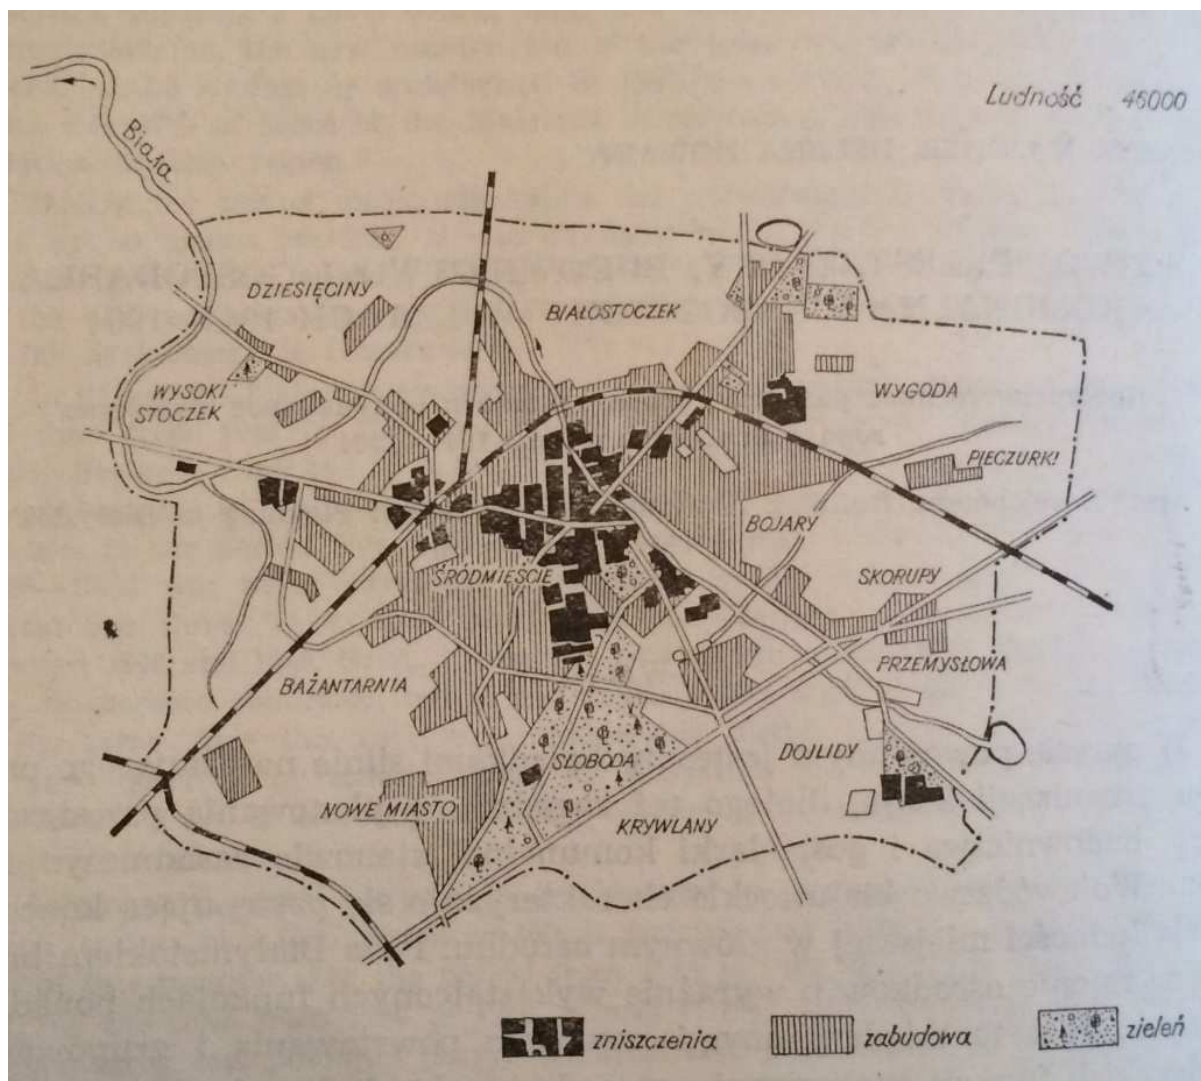 Ludność 46000
Biała
DZIESIĘCINY
BIAŁOSTOCZEK
WYSOKI
STOCZEK
WYGODA
PIECZURKI
BOJARY
ŚRÓDMIEŚCIE
SKORUPY
PRZEMYSŁOWA
BAŻANTARNIA
DOJLIDY
SŁOBODA
NOWE MIASTO
KRYWLANY
zniszczenia
zabudowa
zieleń